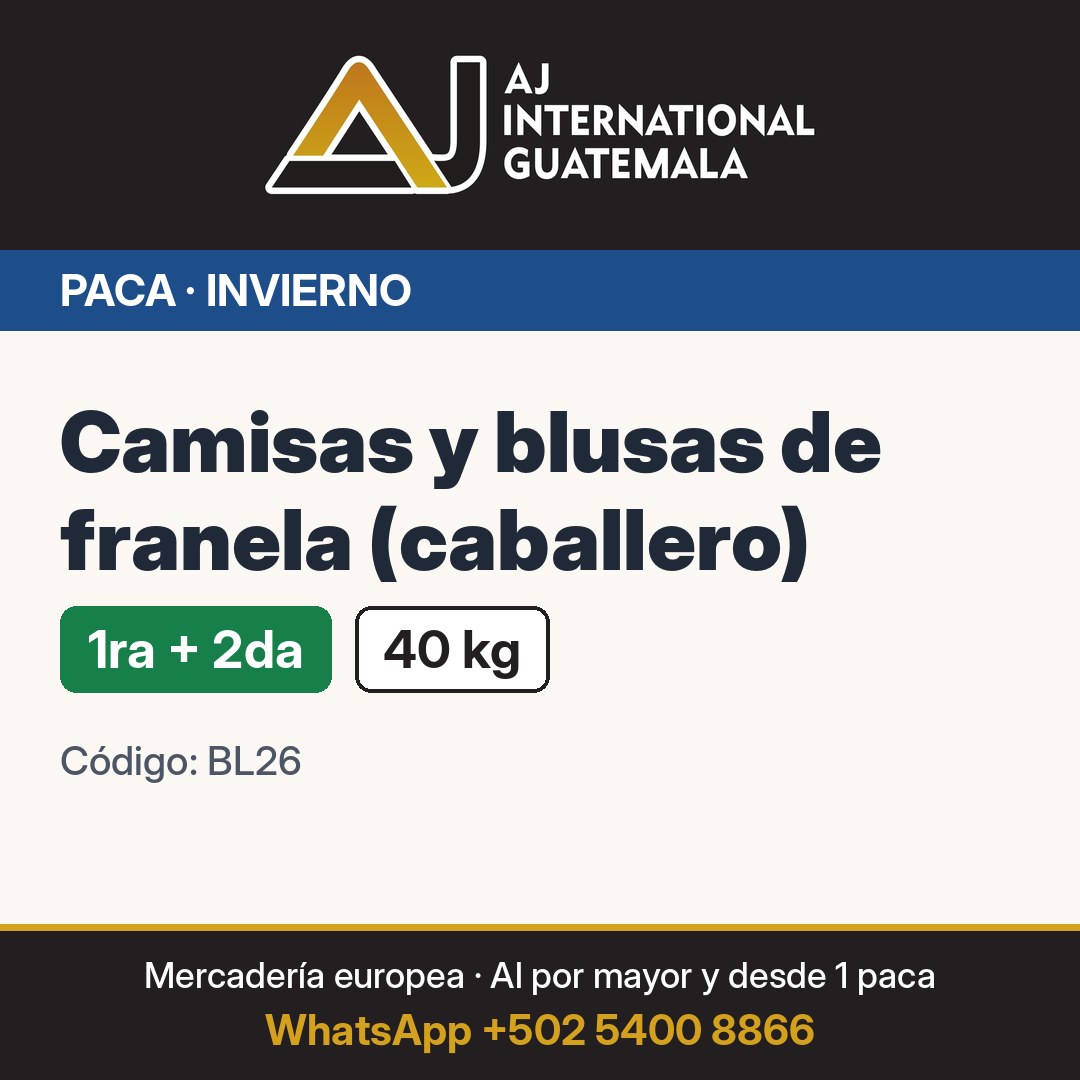 AJ
AJ
INTERNATIONAL
GUATEMALA
PACA · INVIERNO
Camisas y blusas de
franela (caballero)
1ra + 2da
40 kg
Código: BL26
Mercadería europea · Al por mayor y desde 1 paca
WhatsApp +502 5400 8866